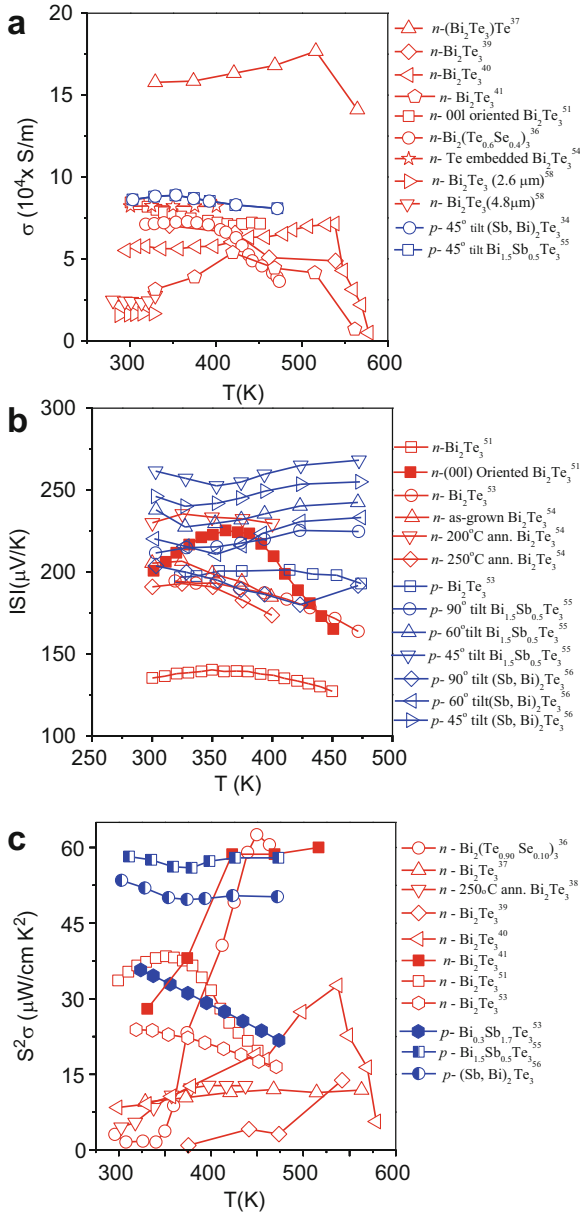 a
20
15
10
5
0
σ (10⁴x S/m)
300 400 500 600
T(K)
n-(Bi₂Te₃)Te³⁷
n-Bi₂Te₃³⁹
n-Bi₂Te₃⁴⁰
n- Bi₂Te₃⁴¹
n- 00l oriented Bi₂Te₃⁵¹
n-Bi₂(Te₀.₆Se₀.₄)₃³⁶
n- Te embedded Bi₂Te₃⁵⁴
n- Bi₂Te₃ (2.6 μm)⁵⁸
n- Bi₂Te₃(4.8μm)⁵⁸
p- 45° tilt (Sb, Bi)₂Te₃³⁴
p- 45° tilt Bi₁.₅Sb₀.₅Te₃⁵⁵
b
300
250
200
150
100
ISI(μV/K)
250 300 350 400 450 500
T (K)
n-Bi₂Te₃⁵¹
n-(00l) Oriented Bi₂Te₃⁵¹
n- Bi₂Te₃⁵³
n- as-grown Bi₂Te₃⁵⁴
n- 200°C ann. Bi₂Te₃⁵⁴
n- 250°C ann. Bi₂Te₃⁵⁴
p- Bi₂Te₃⁵³
p- 90° tilt Bi₁.₅Sb₀.₅Te₃⁵⁵
p- 60°tilt Bi₁.₅Sb₀.₅Te₃⁵⁵
p- 45° tilt Bi₁.₅Sb₀.₅Te₃⁵⁵
p- 90° tilt (Sb, Bi)₂Te₃⁵⁶
p- 60° tilt(Sb, Bi)₂Te₃⁵⁶
p- 45° tilt (Sb, Bi)₂Te₃⁵⁶
c
60
45
30
15
0
S²σ (μW/cm K²)
300 400 500 600
T(K)
n - Bi₂(Te₀.₉₀ Se₀.₁₀)₃³⁶
n - Bi₂Te₃³⁷
n - 250°C ann. Bi₂Te₃³⁸
n - Bi₂Te₃³⁹
n - Bi₂Te₃⁴⁰
n - Bi₂Te₃⁴¹
n - Bi₂Te₃⁵¹
n - Bi₂Te₃⁵³
p- Bi₀.₃Sb₁.₇Te₃⁵³
p - Bi₁.₅Sb₀.₅Te₃⁵⁵
p - (Sb, Bi)₂Te₃⁵⁶